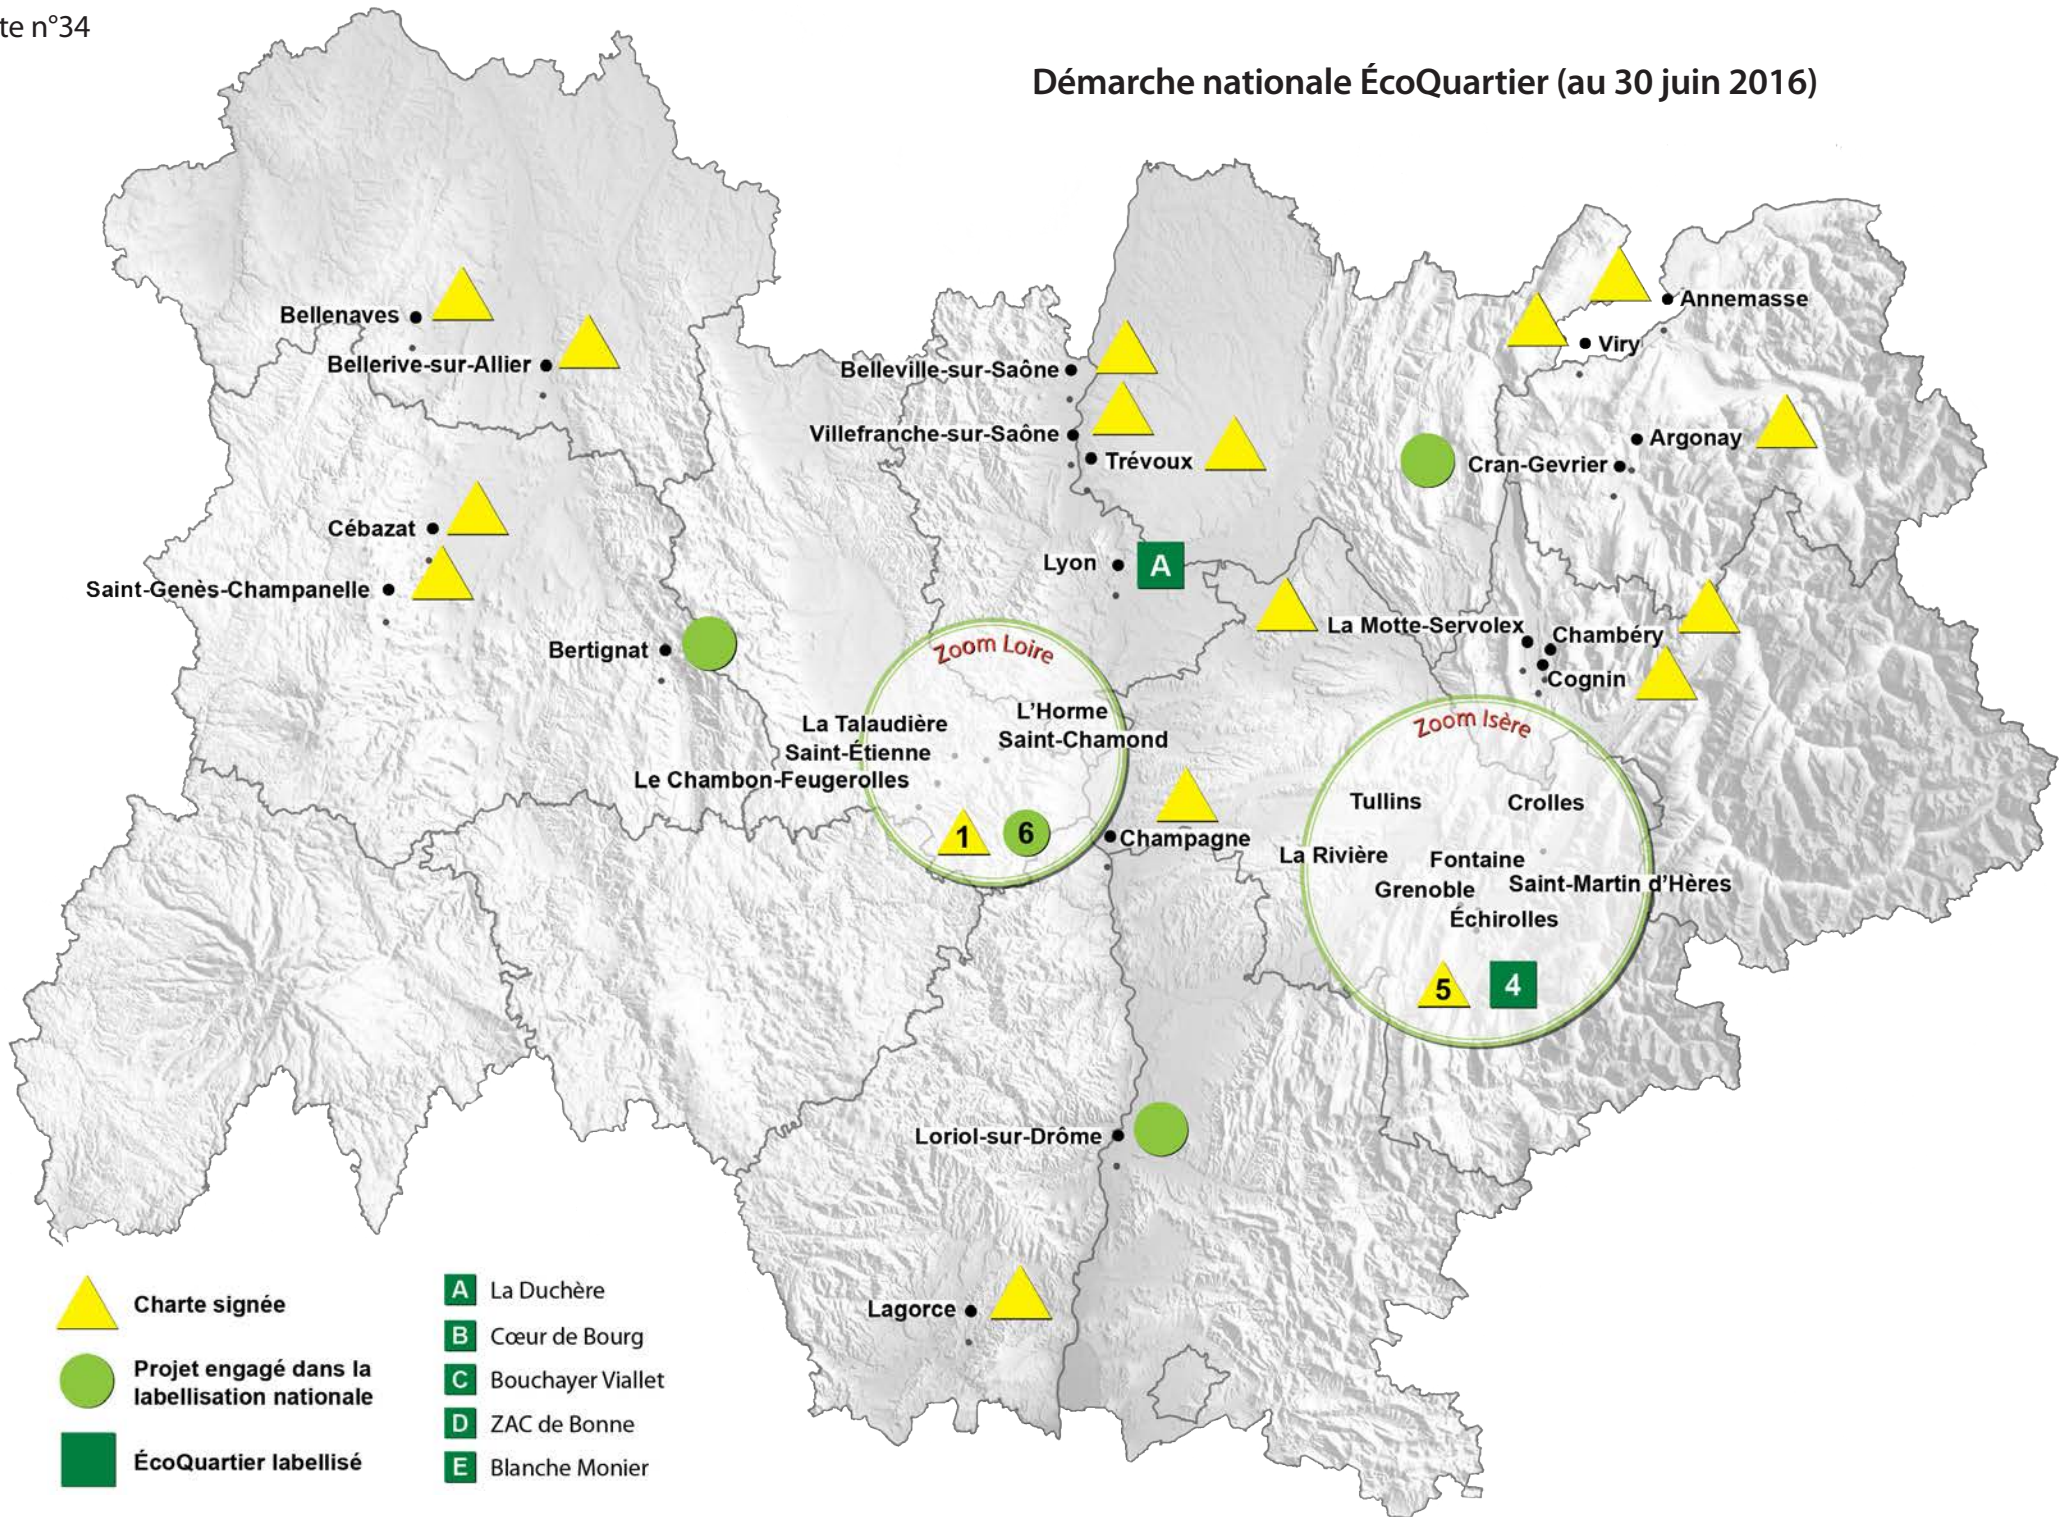 te n°34
Démarche nationale ÉcoQuartier (au 30 juin 2016)
Annemasse
Bellenaves
Viry
Bellerive-sur-Allier
Belleville-sur-Saône
Villefranche-sur-Saône
Argonay
Trévoux
Cran-Gevrier
Cébazat
Lyon
A
Saint-Genès-Champanelle
La Motte-Servolex
Chambéry
Bertignat
Cognin
Zoom Loire
L'Horme
La Talaudière
Saint-Chamond
Saint-Étienne
Le Chambon-Feugerolles
1
6
Zoom Isère
Tullins
Crolles
Champagne
La Rivière
Fontaine
Grenoble
Saint-Martin d'Hères
Échirolles
5
4
Loriol-sur-Drôme
Lagorce
Charte signée
Projet engagé dans la
labellisation nationale
ÉcoQuartier labellisé
A La Duchère
B Cœur de Bourg
C Bouchayer Viallet
D ZAC de Bonne
E Blanche Monier